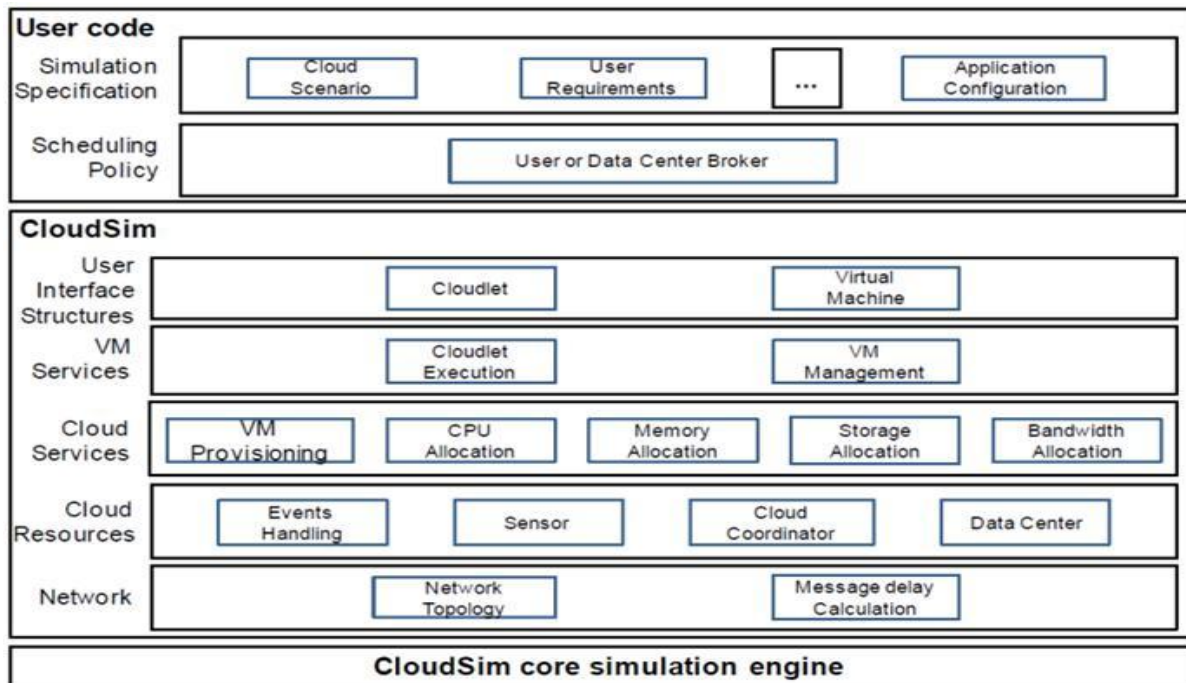 User code
Simulation
Specification
Cloud
Scenario
User
Requirements
...
Application
Configuration
Scheduling
Policy
User or Data Center Broker
CloudSim
User
Interface
Structures
Cloudlet
Virtual
Machine
VM
Services
Cloudlet
Execution
VM
Management
Cloud
Services
VM
Provisioning
CPU
Allocation
Memory
Allocation
Storage
Allocation
Bandwidth
Allocation
Cloud
Resources
Events
Handling
Sensor
Cloud
Coordinator
Data Center
Network
Network
Topology
Message delay
Calculation
CloudSim core simulation engine